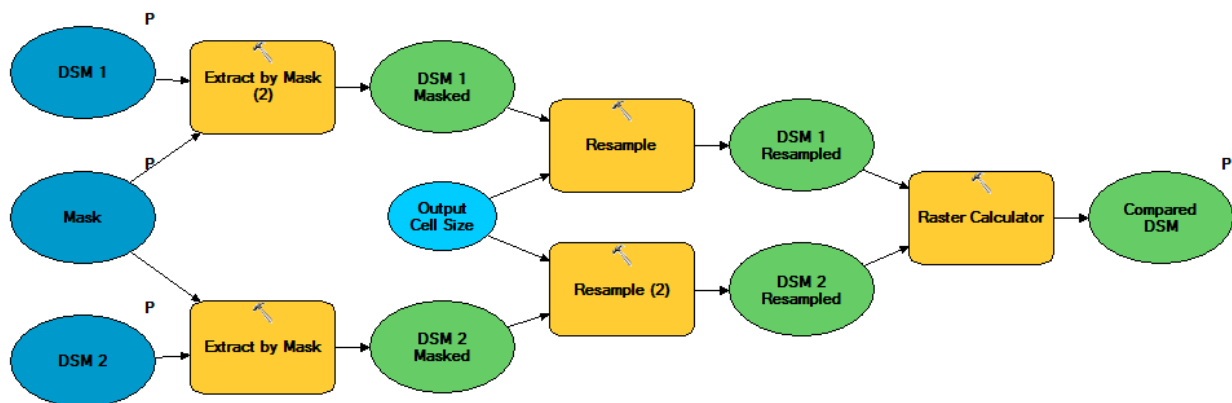 P
DSM 1
Extract by Mask
(2)
DSM 1
Masked
Resample
DSM 1
Resampled
P
Mask
Output
Cell Size
Raster Calculator
P
Compared
DSM
P
DSM 2
Extract by Mask
DSM 2
Masked
Resample (2)
DSM 2
Resampled